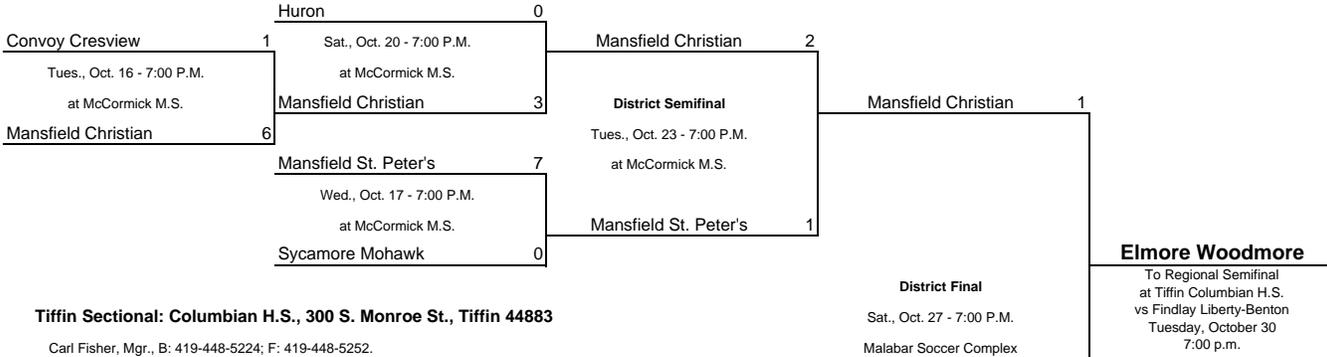 Huron 0
Convoy Cresview 1
Sat., Oct. 20 - 7:00 P.M.
Mansfield Christian 2
Tues., Oct. 16 - 7:00 P.M.
at McCormick M.S.
at McCormick M.S.
Mansfield Christian 3
District Semifinal
Mansfield Christian 1
Mansfield Christian 6
Tues., Oct. 23 - 7:00 P.M.
Mansfield St. Peter's 7
at McCormick M.S.
Wed., Oct. 17 - 7:00 P.M.
at McCormick M.S.
Mansfield St. Peter's 1
Sycamore Mohawk 0
Elmore Woodmore
To Regional Semifinal
District Final
at Tiffin Columbian H.S.
vs Findlay Liberty-Benton
Tiffin Sectional: Columbian H.S., 300 S. Monroe St., Tiffin 44883
Sat., Oct. 27 - 7:00 P.M.
Tuesday, October 30
7:00 p.m.
Carl Fisher, Mgr., B: 419-448-5224; F: 419-448-5252.
Malabar Soccer Complex